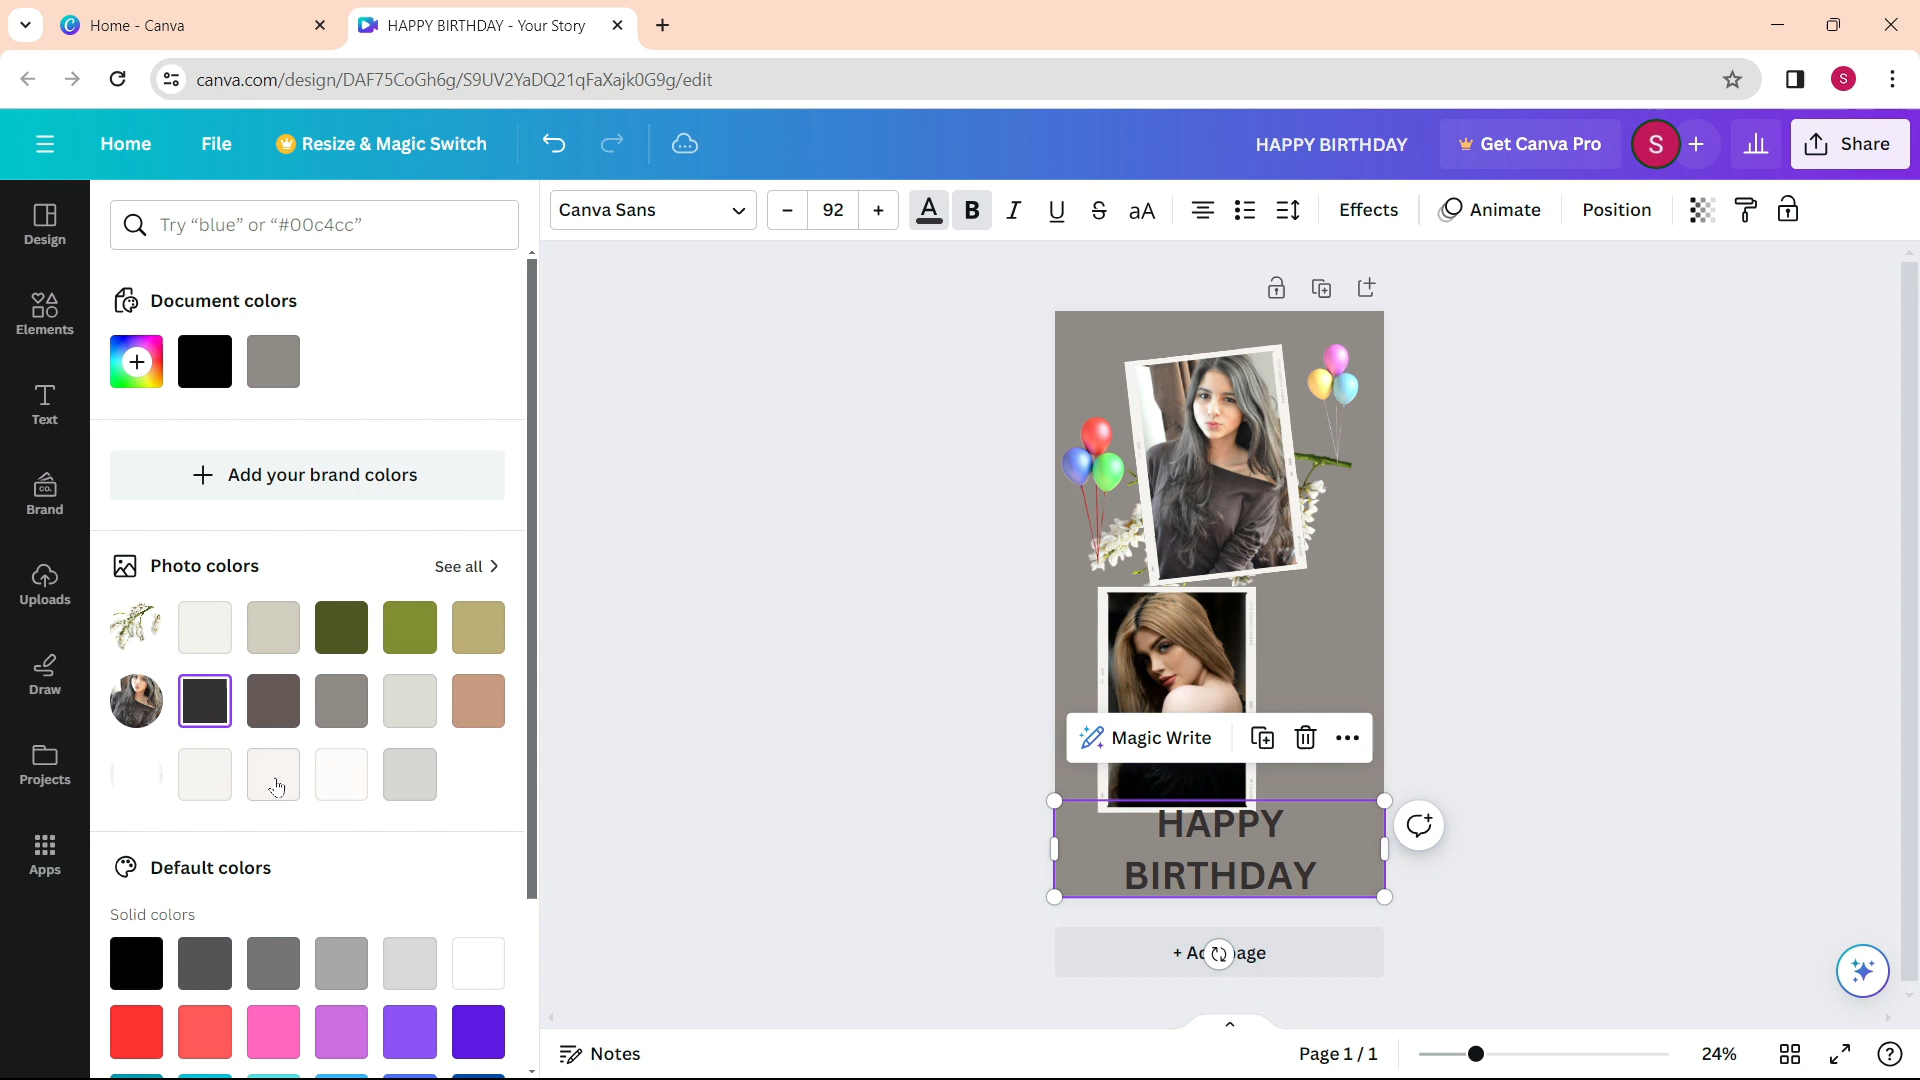 Home - Canva
HAPPY BIRTHDAY - Your Story
canva.com/design/DAF75CoGh6g/S9UV2YaDQ21qFaXajk0G9g/edit
S
Home
File
Resize & Magic Switch
HAPPY BIRTHDAY
Get Canva Pro
S
Share
Design
Elements
Text
Brand
Uploads
Draw
Projects
Apps
Try “blue” or “#00c4cc”
Document colors
Add your brand colors
Photo colors
See all
Default colors
Solid colors
Canva Sans
- 92 +
A B I U S aA
Effects
Animate
Position
Magic Write
HAPPY
BIRTHDAY
Notes
Page 1 / 1
24%